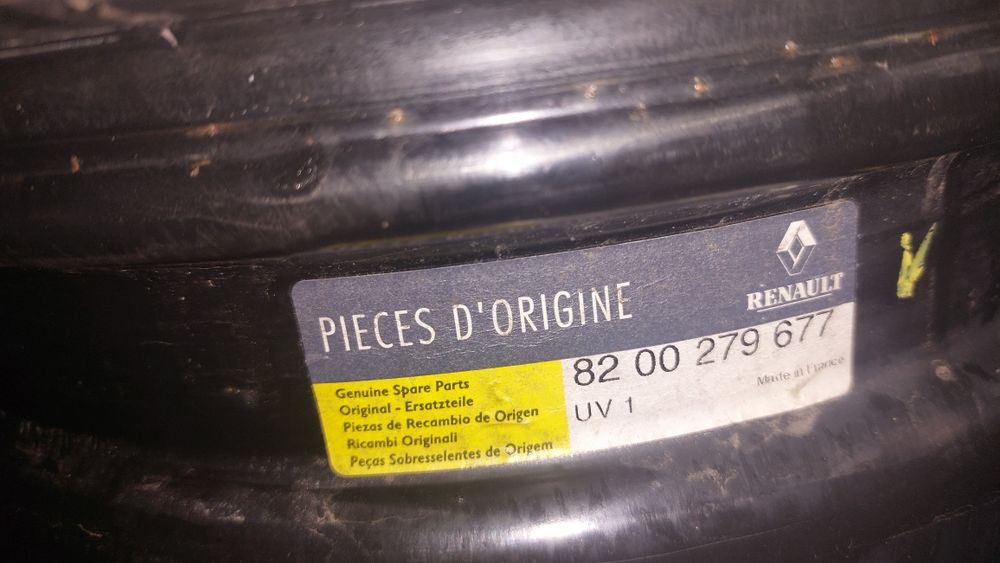 PIECES D'ORIGINE
RENAULT
Genuine Spare Parts
Original - Ersatzteile
Piezas de Recambio de Origen
Ricambi Originali
Peças Sobresselentes de Origem
82 00 279 677
UV 1
Made in France